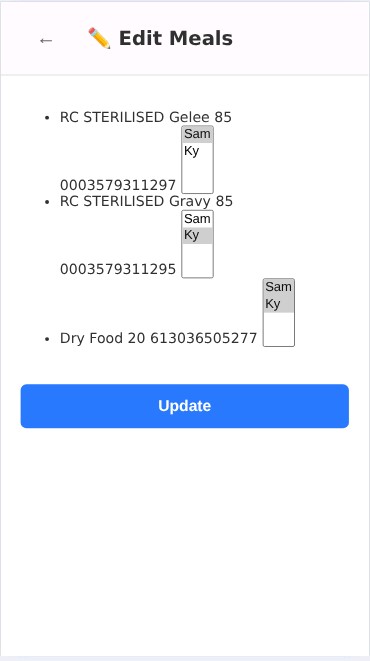 ← ✏️ Edit Meals
• RC STERILISED Gelee 85
Sam
Ky
0003579311297
• RC STERILISED Gravy 85
Sam
Ky
0003579311295
Sam
Ky
• Dry Food 20 613036505277
Update